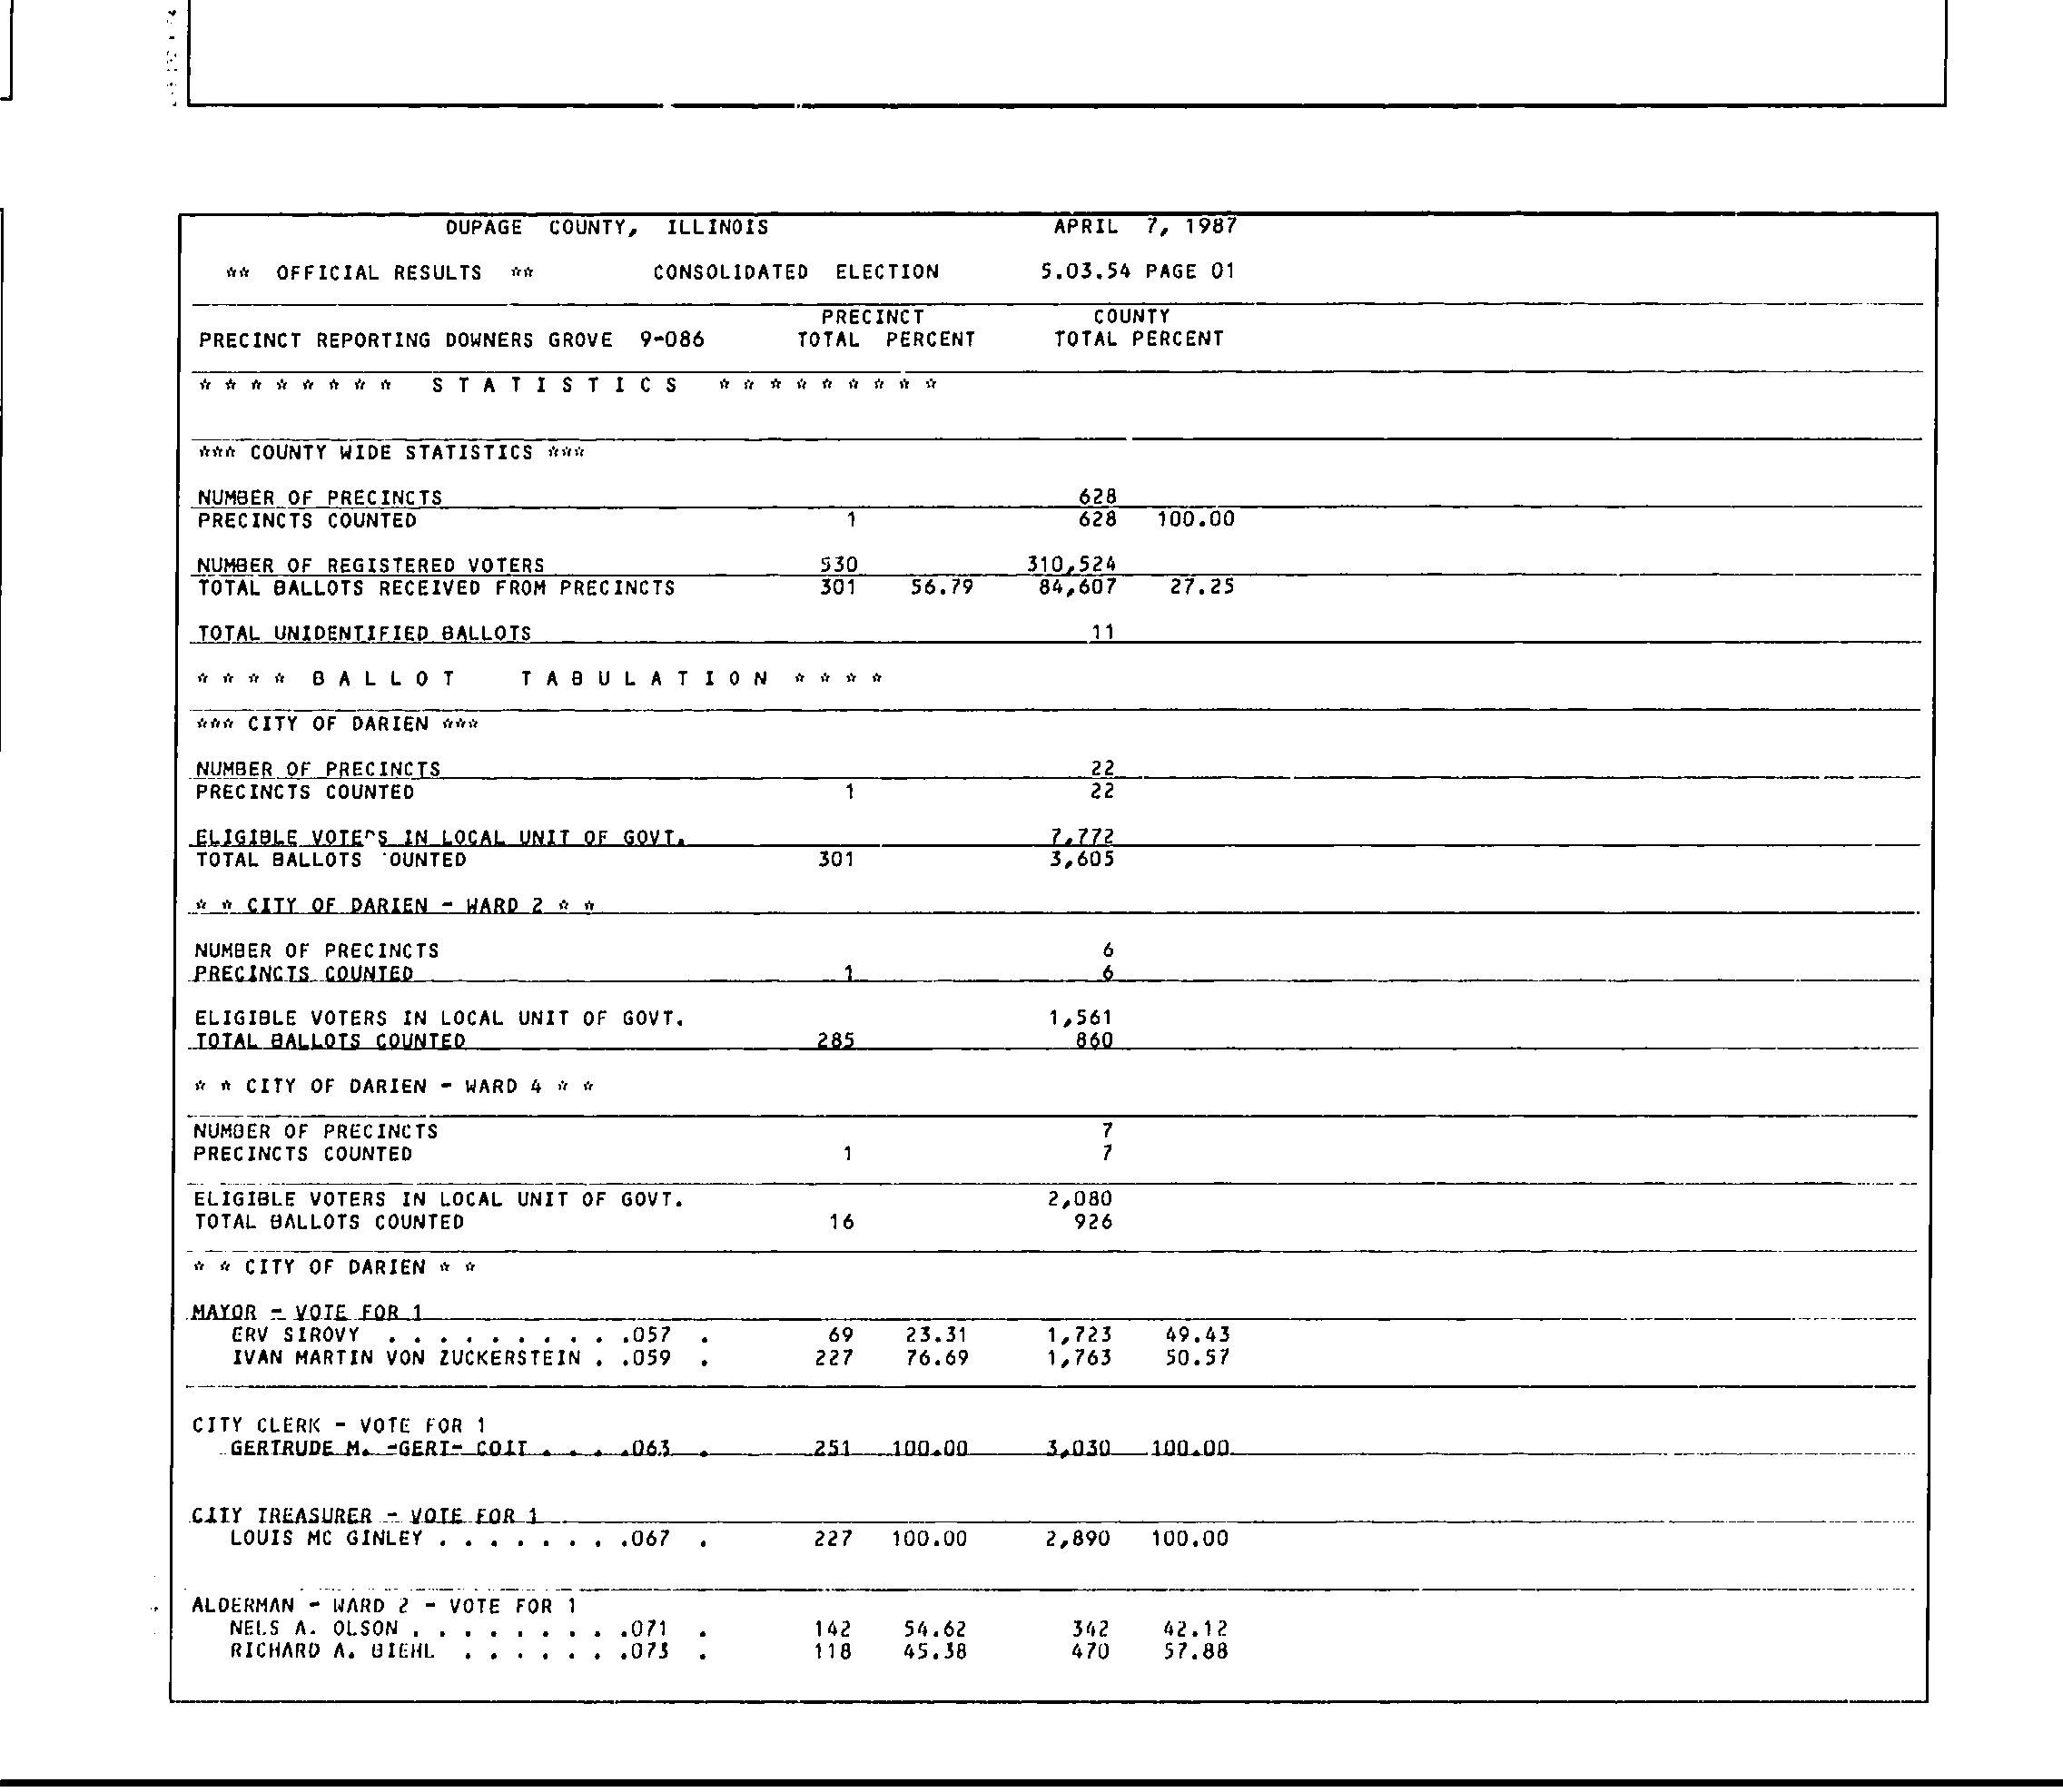 DUPAGE COUNTY, ILLINOIS APRIL 7, 1987
** OFFICIAL RESULTS ** CONSOLIDATED ELECTION 5.03.54 PAGE 01
PRECINCT COUNTY
PRECINCT REPORTING DOWNERS GROVE 9-086 TOTAL PERCENT TOTAL PERCENT
* * * * * * * * S T A T I S T I C S * * * * * * * * *
*** COUNTY WIDE STATISTICS ***
NUMBER OF PRECINCTS 628
PRECINCTS COUNTED 1 628 100.00
NUMBER OF REGISTERED VOTERS 530 310,524
TOTAL BALLOTS RECEIVED FROM PRECINCTS 301 56.79 84,607 27.25
TOTAL UNIDENTIFIED BALLOTS 11
* * * * B A L L O T T A B U L A T I O N * * * *
*** CITY OF DARIEN ***
NUMBER OF PRECINCTS 22
PRECINCTS COUNTED 1 22
ELIGIBLE VOTERS IN LOCAL UNIT OF GOVT. 7,772
TOTAL BALLOTS OUNTED 301 3,605
* * CITY OF DARIEN - WARD 2 * *
NUMBER OF PRECINCTS 6
PRECINCTS COUNTED 1 6
ELIGIBLE VOTERS IN LOCAL UNIT OF GOVT. 1,561
TOTAL BALLOTS COUNTED 285 860
* * CITY OF DARIEN - WARD 4 * *
NUMBER OF PRECINCTS 7
PRECINCTS COUNTED 1 7
ELIGIBLE VOTERS IN LOCAL UNIT OF GOVT. 2,080
TOTAL BALLOTS COUNTED 16 926
* * CITY OF DARIEN * *
MAYOR - VOTE FOR 1
ERV SIROVY . . . . . . . . . .057 . 69 23.31 1,723 49.43
IVAN MARTIN VON ZUCKERSTEIN . .059 . 227 76.69 1,763 50.57
CITY CLERK - VOTE FOR 1
GERTRUDE M. -GERT- COIT . . . .063 . 251 100.00 3,030 100.00
CITY TREASURER - VOTE FOR 1
LOUIS MC GINLEY . . . . . . . .067 . 227 100.00 2,890 100.00
ALDERMAN - WARD 2 - VOTE FOR 1
NELS A. OLSON . . . . . . . . .071 . 142 54.62 342 42.12
RICHARD A. BIEHL . . . . . . .073 . 118 45.38 470 57.88